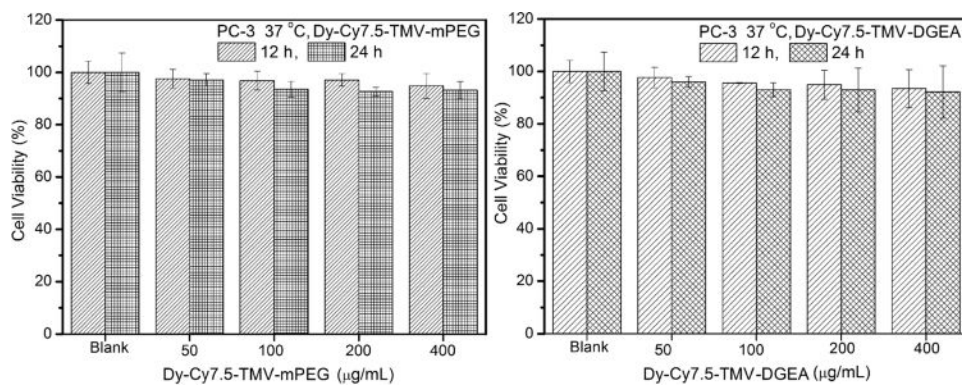 120
100
80
60
40
20
0
Cell Viability (%)
PC-3 37 °C, Dy-Cy7.5-TMV-mPEG
12 h, 24 h
Blank 50 100 200 400
Dy-Cy7.5-TMV-mPEG (μg/mL)
120
100
80
60
40
20
0
Cell Viability (%)
PC-3 37 °C, Dy-Cy7.5-TMV-DGEA
12 h, 24 h
Blank 50 100 200 400
Dy-Cy7.5-TMV-DGEA (μg/mL)